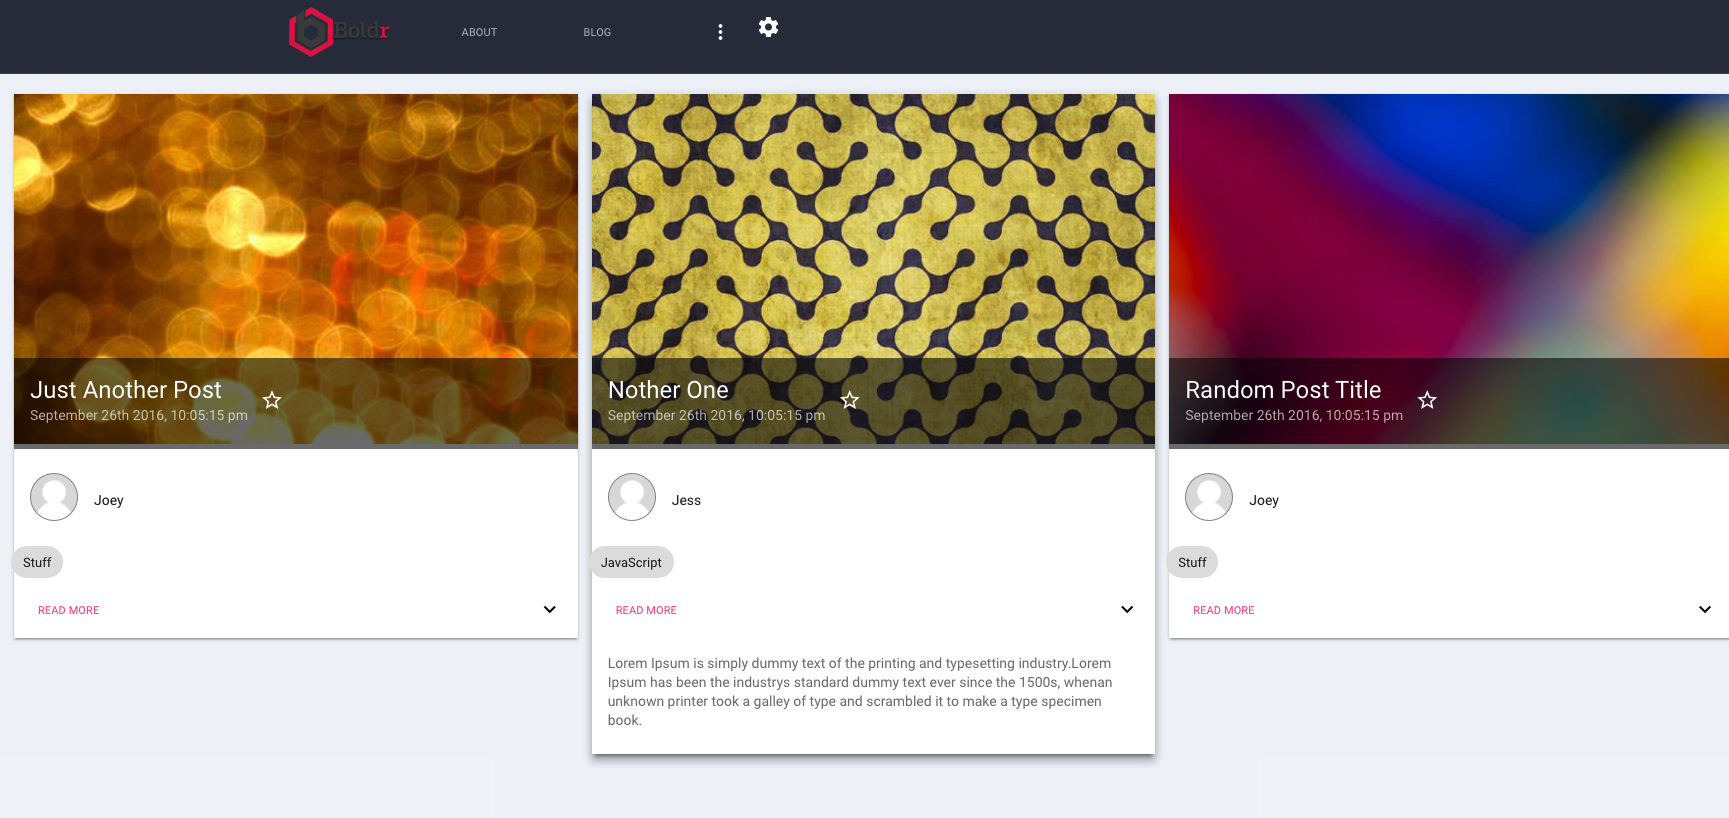 Boldr
ABOUT
BLOG
Just Another Post
September 26th 2016, 10:05:15 pm
Joey
Stuff
READ MORE
Nother One
September 26th 2016, 10:05:15 pm
Jess
JavaScript
READ MORE
Lorem Ipsum is simply dummy text of the printing and typesetting industry.Lorem
Ipsum has been the industrys standard dummy text ever since the 1500s, whenan
unknown printer took a galley of type and scrambled it to make a type specimen
book.
Random Post Title
September 26th 2016, 10:05:15 pm
Joey
Stuff
READ MORE